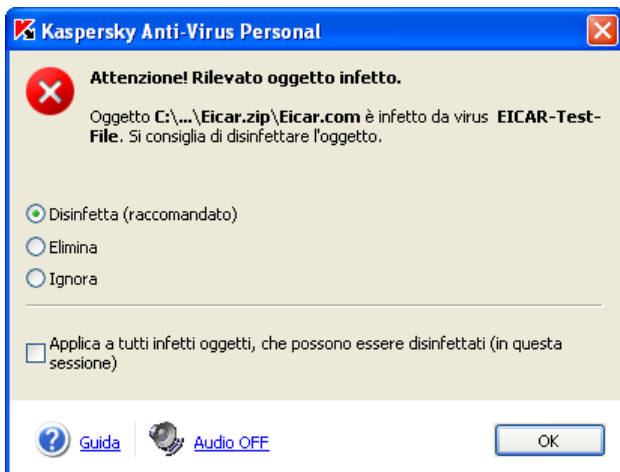 Kaspersky Anti-Virus Personal
Attenzione! Rilevato oggetto infetto.
Oggetto C:\...\Eicar.zip\Eicar.com è infetto da virus EICAR-Test-
File. Si consiglia di disinfettare l'oggetto.
Disinfetta (raccomandato)
Elimina
Ignora
Applica a tutti infetti oggetti, che possono essere disinfettati (in questa
sessione)
Guida
Audio OFF
OK